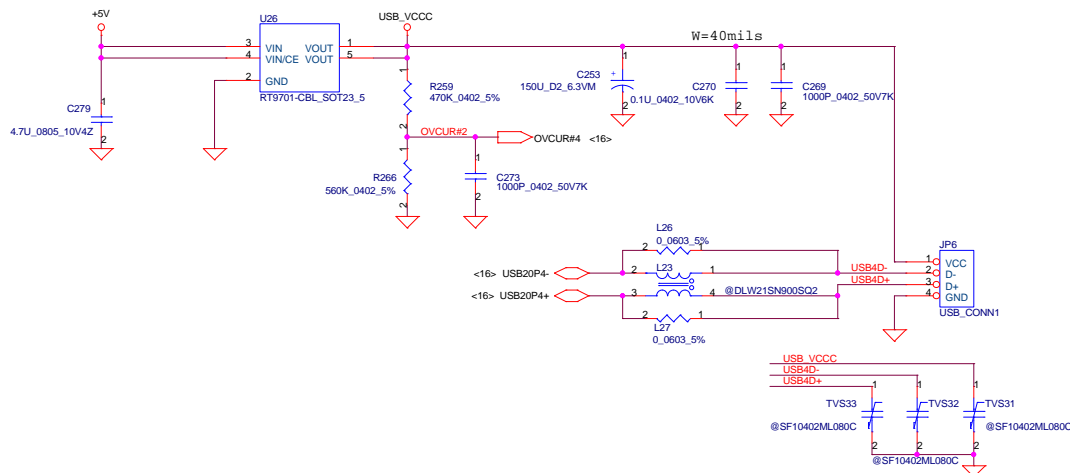 +5V
U26
USB_VCCC
3 VIN VOUT 1
4 VIN/CE VOUT 5
2 GND
RT9701-CBL_SOT23_5
W=40mils
C279
4.7U_0805_10V4Z
1
2
1
R259
470K_0402_5%
2
C253
150U_D2_6.3VM
+
1
2
C270
0.1U_0402_10V6K
1
2
C269
1000P_0402_50V7K
1
2
OVCUR#2
OVCUR#4 <16>
1
R266
560K_0402_5%
2
1
C273
1000P_0402_50V7K
2
L26
0_0603_5%
2 1
<16> USB20P4-
2 L23 1
<16> USB20P4+
3 4
@DLW21SN900SQ2
2 1
L27
0_0603_5%
USB4D-
USB4D+
JP6
1 VCC
2 D-
3 D+
4 GND
USB_CONN1
USB_VCCC
USB4D-
USB4D+
1 1 1
TVS33 TVS32 TVS31
@SF10402ML080C
@SF10402ML080C
@SF10402ML080C
2 2 2